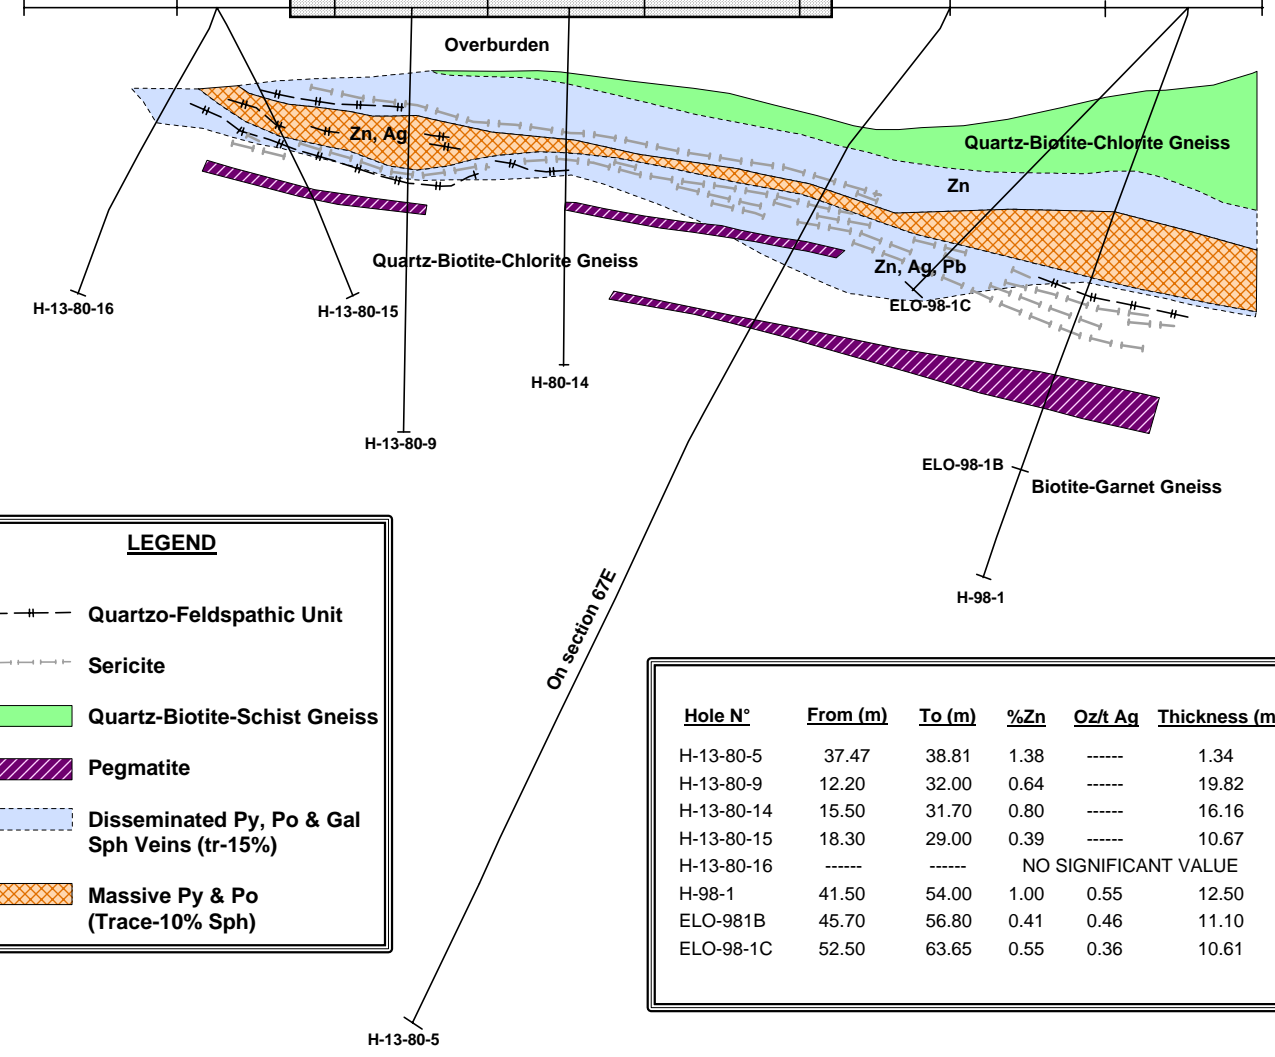 Overburden
Quartz-Biotite-Chlorite Gneiss
Zn, Ag
Zn
Quartz-Biotite-Chlorite Gneiss
Zn, Ag, Pb
ELO-98-1C
H-13-80-16
H-13-80-15
H-80-14
H-13-80-9
ELO-98-1B
Biotite-Garnet Gneiss
H-98-1
On section 67E
H-13-80-5
LEGEND
Quartzo-Feldspathic Unit
Sericite
Quartz-Biotite-Schist Gneiss
Pegmatite
Disseminated Py, Po & Gal
Sph Veins (tr-15%)
Massive Py & Po
(Trace-10% Sph)
Hole N° From (m) To (m) %Zn Oz/t Ag Thickness (m
H-13-80-5 37.47 38.81 1.38 ------ 1.34
H-13-80-9 12.20 32.00 0.64 ------ 19.82
H-13-80-14 15.50 31.70 0.80 ------ 16.16
H-13-80-15 18.30 29.00 0.39 ------ 10.67
H-13-80-16 ------ ------ NO SIGNIFICANT VALUE
H-98-1 41.50 54.00 1.00 0.55 12.50
ELO-981B 45.70 56.80 0.41 0.46 11.10
ELO-98-1C 52.50 63.65 0.55 0.36 10.61